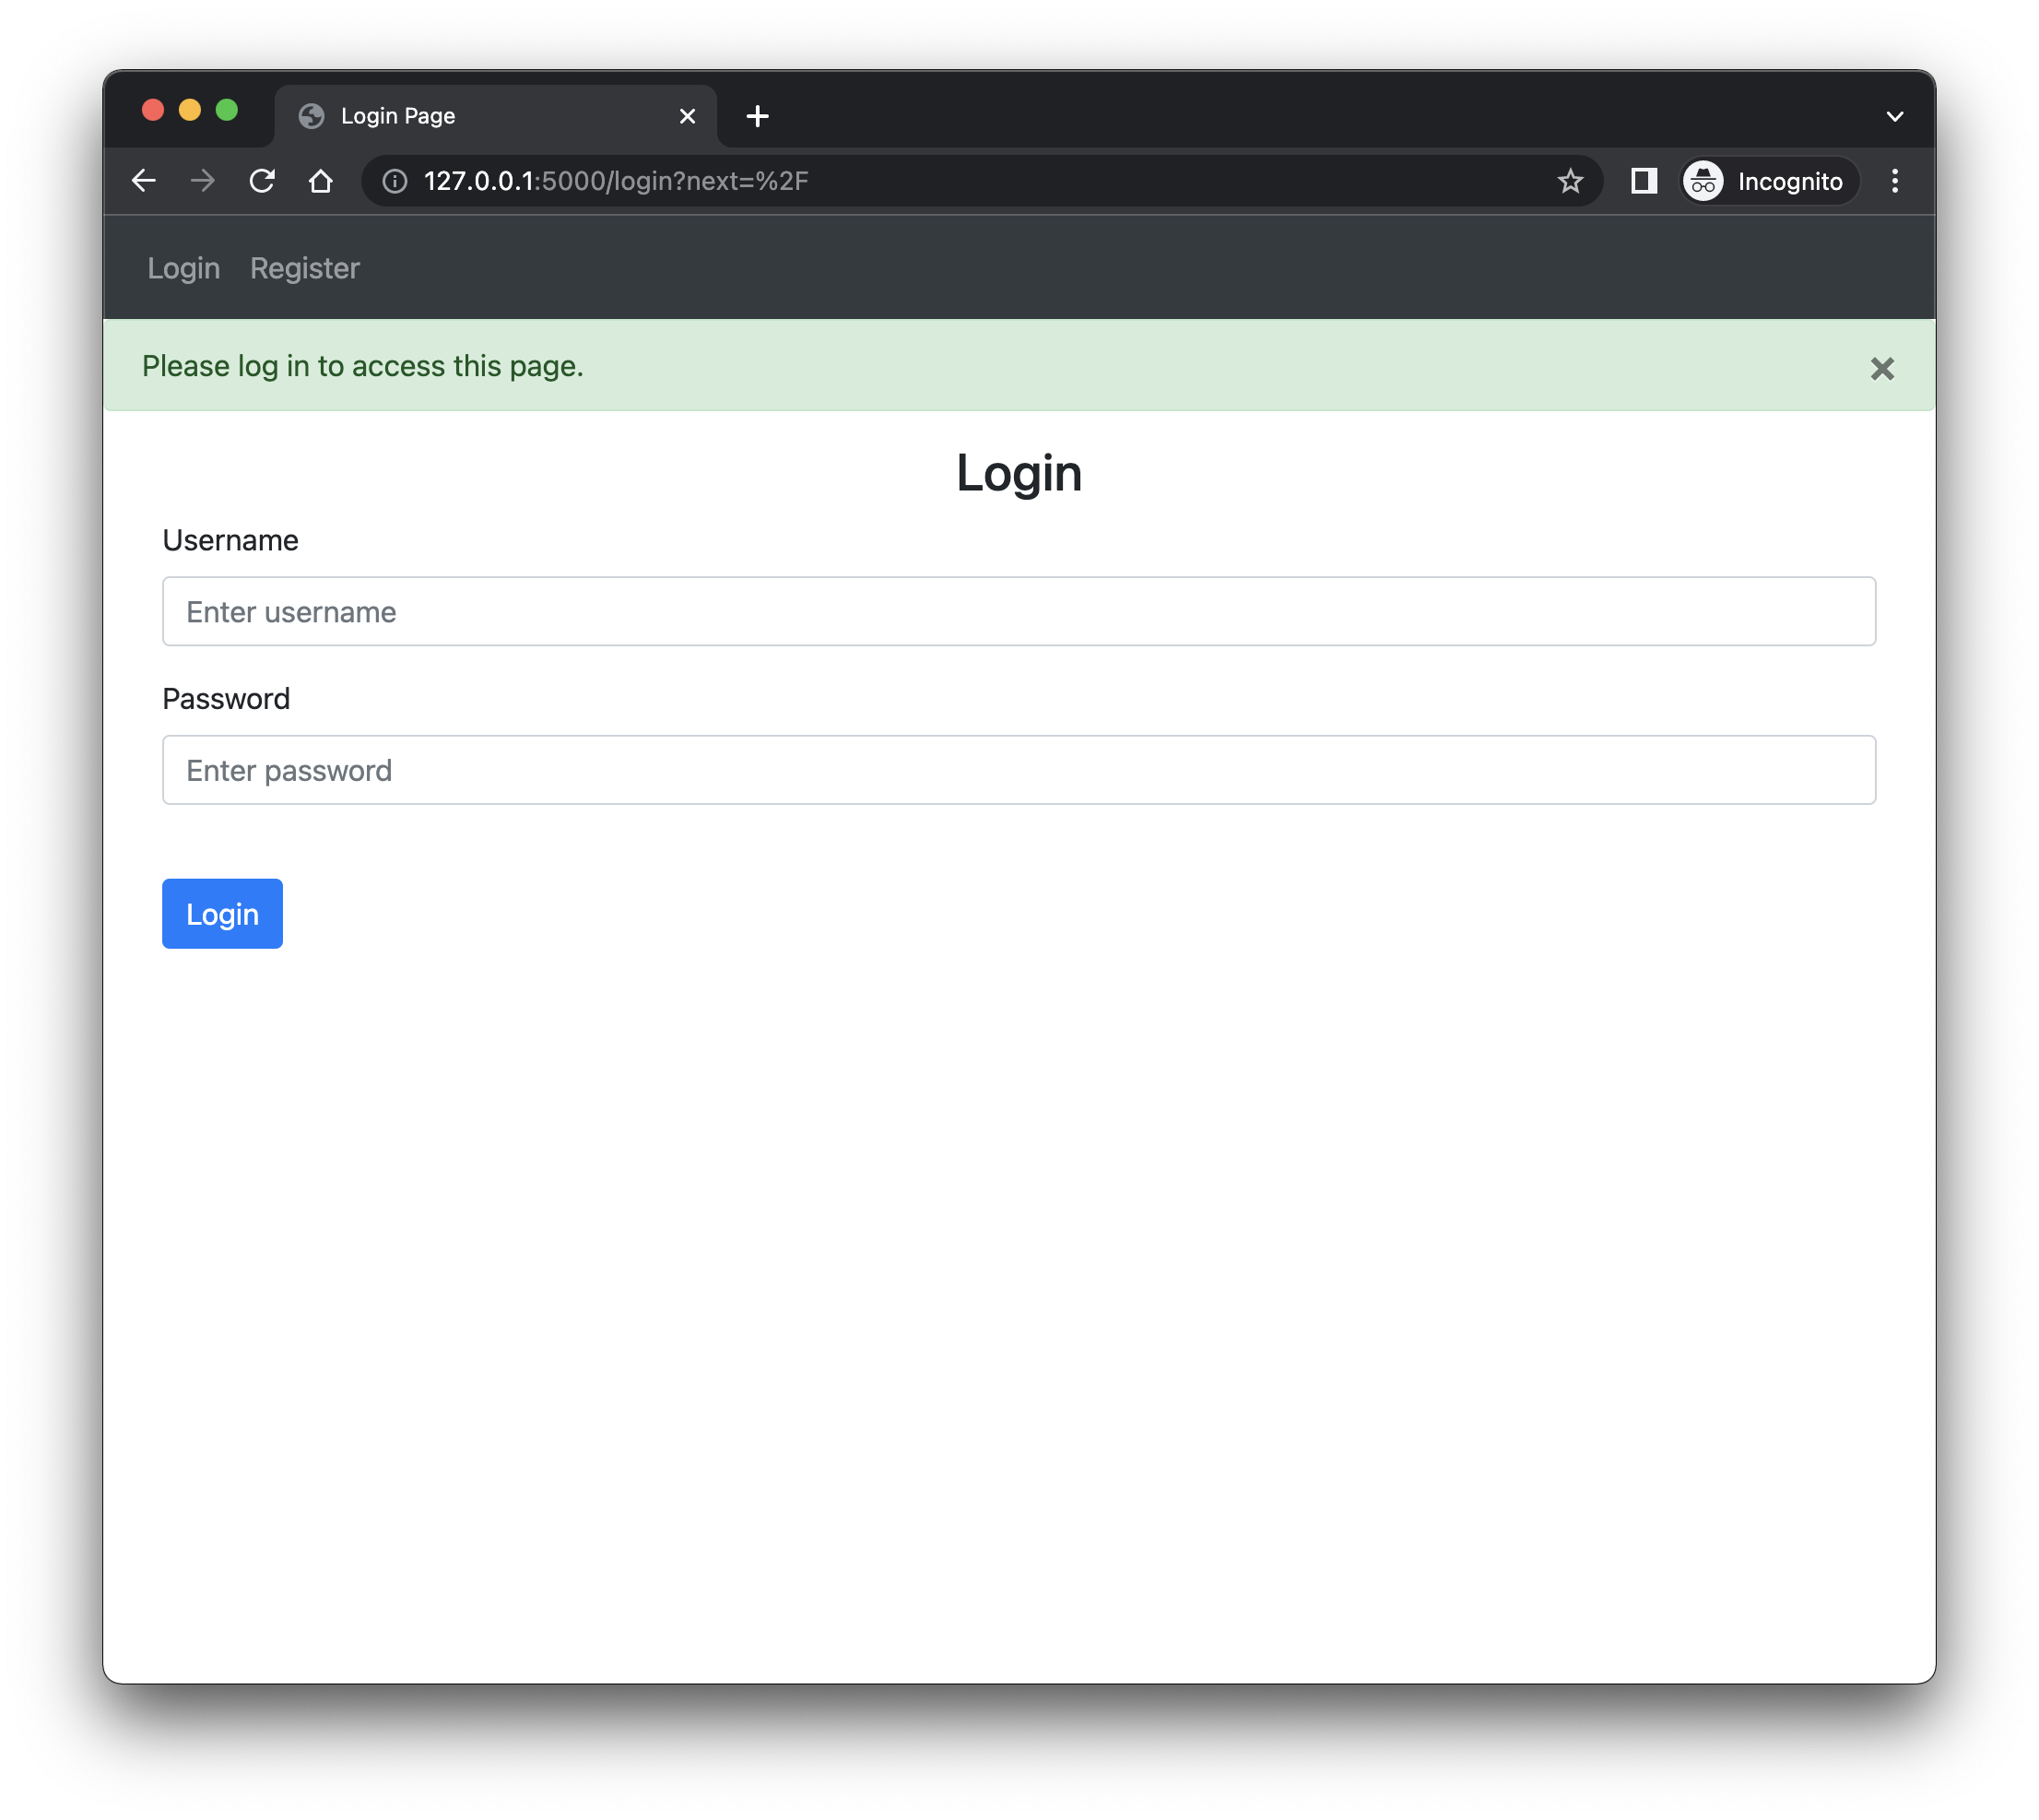 Login Page
127.0.0.1:5000/login?next=%2F
Incognito
Login Register
Please log in to access this page.
Login
Username
Enter username
Password
Enter password
Login